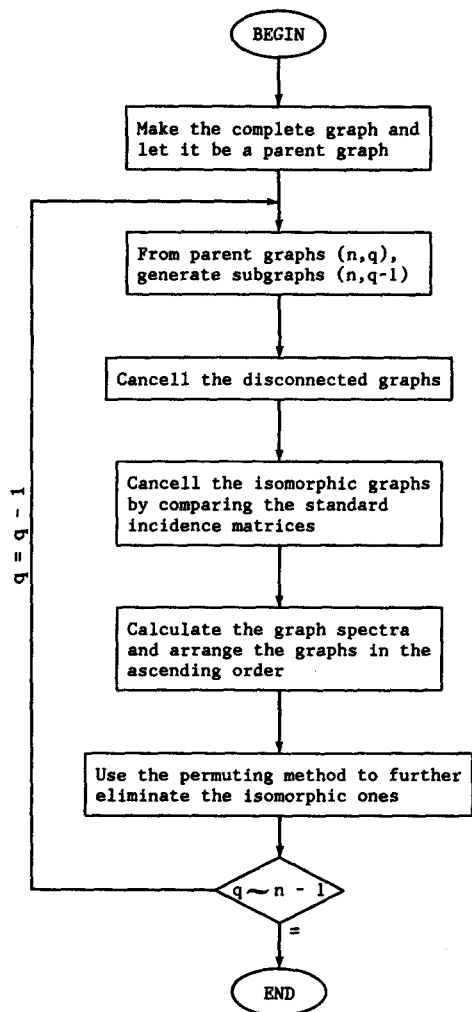 BEGIN
Make the complete graph and
let it be a parent graph
From parent graphs (n,q),
generate subgraphs (n,q-1)
Cancell the disconnected graphs
Cancell the isomorphic graphs
by comparing the standard
incidence matrices
q = q - 1
Calculate the graph spectra
and arrange the graphs in the
ascending order
Use the permuting method to further
eliminate the isomorphic ones
q ~ n - 1
=
END